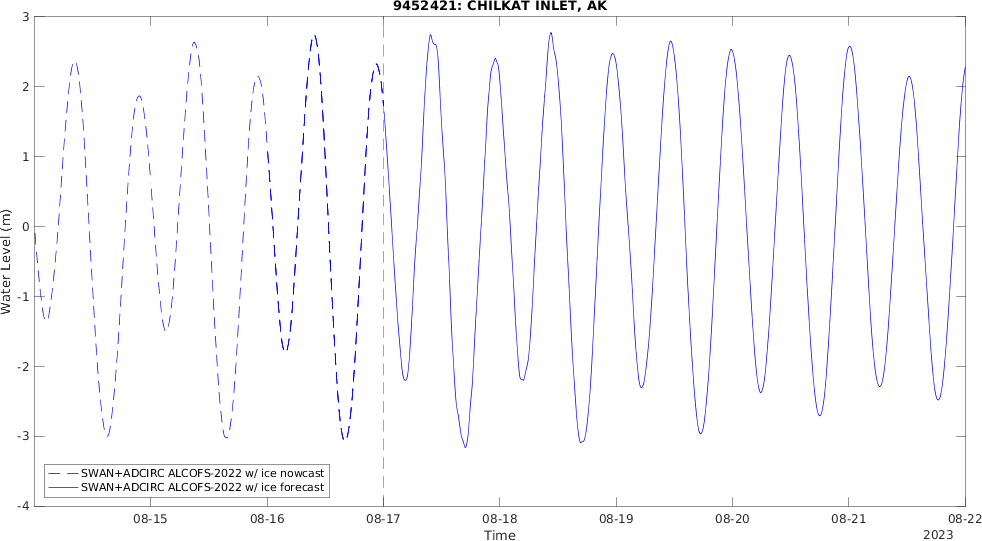 9452421: CHILKAT INLET, AK
3
2
1
0
-1
-2
-3
-4
Water Level (m)
SWAN+ADCIRC ALCOFS-2022 w/ ice nowcast
SWAN+ADCIRC ALCOFS-2022 w/ ice forecast
08-15 08-16 08-17 08-18 08-19 08-20 08-21 08-22
Time
2023